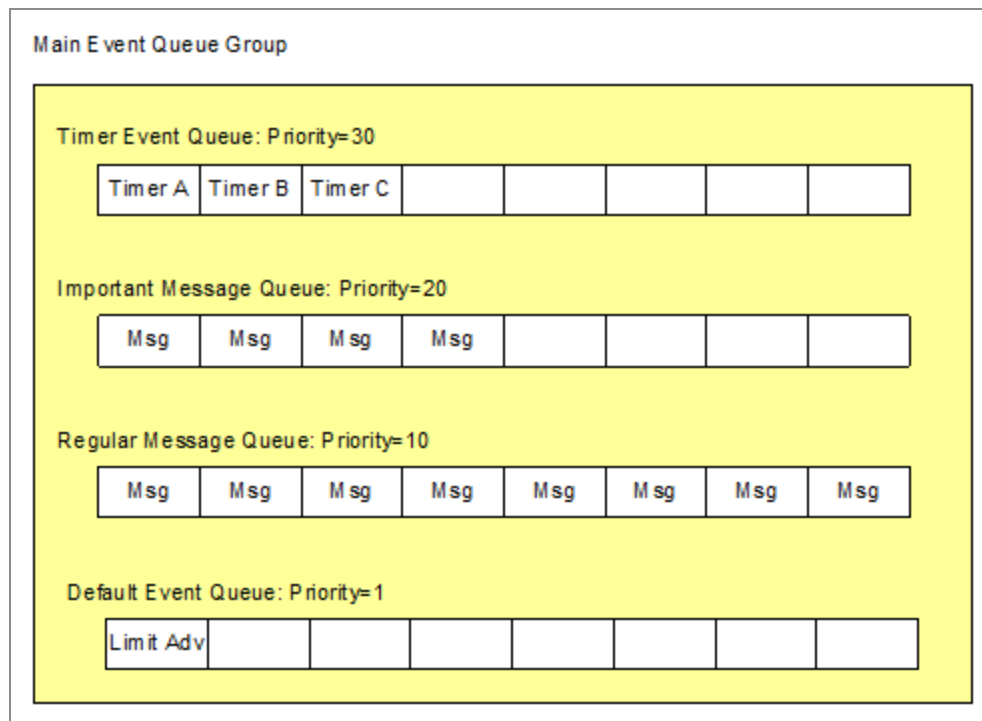 Main Event Queue Group
Timer Event Queue: Priority=30
Timer A Timer B Timer C
Important Message Queue: Priority=20
Msg Msg Msg Msg
Regular Message Queue: Priority=10
Msg Msg Msg Msg Msg Msg Msg Msg
Default Event Queue: Priority=1
Limit Adv